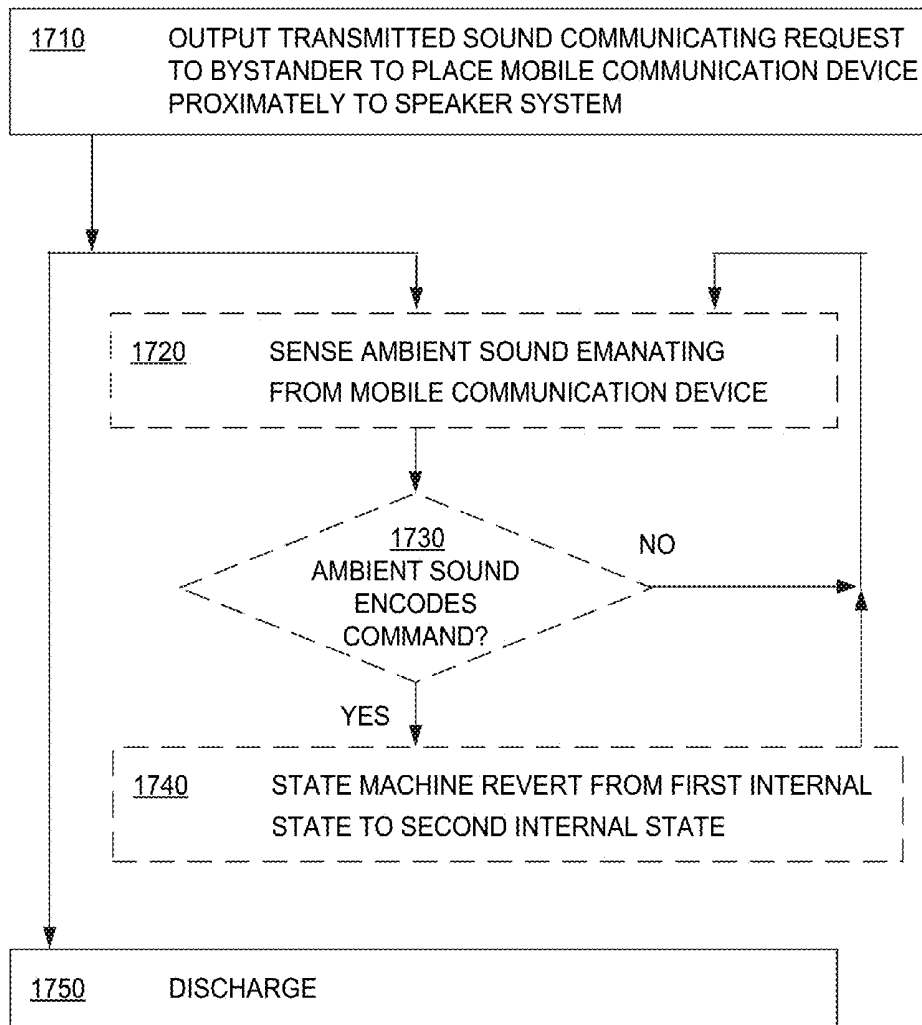 1710 OUTPUT TRANSMITTED SOUND COMMUNICATING REQUEST
TO BYSTANDER TO PLACE MOBILE COMMUNICATION DEVICE
PROXIMATELY TO SPEAKER SYSTEM
1720 SENSE AMBIENT SOUND EMANATING
FROM MOBILE COMMUNICATION DEVICE
1730
AMBIENT SOUND
ENCODES
COMMAND?
NO
YES
1740 STATE MACHINE REVERT FROM FIRST INTERNAL
STATE TO SECOND INTERNAL STATE
1750 DISCHARGE